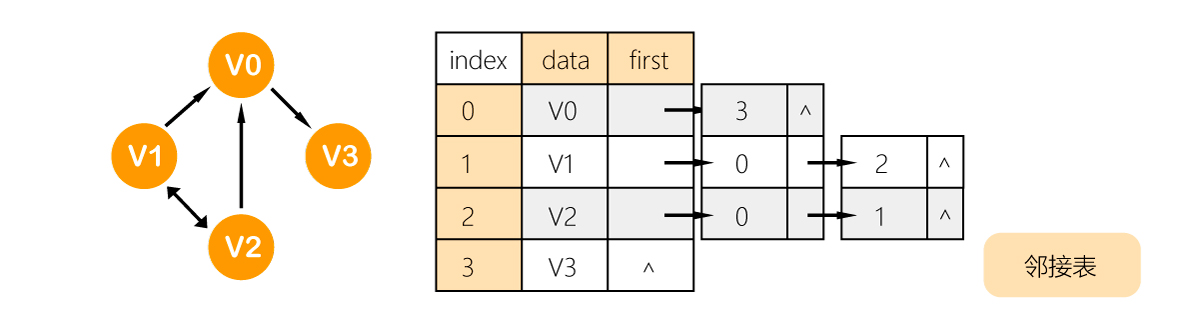 V0
V1
V3
V2
index data first
0 V0 3 ^
1 V1 0 2 ^
2 V2 0 1 ^
3 V3 ^
邻接表